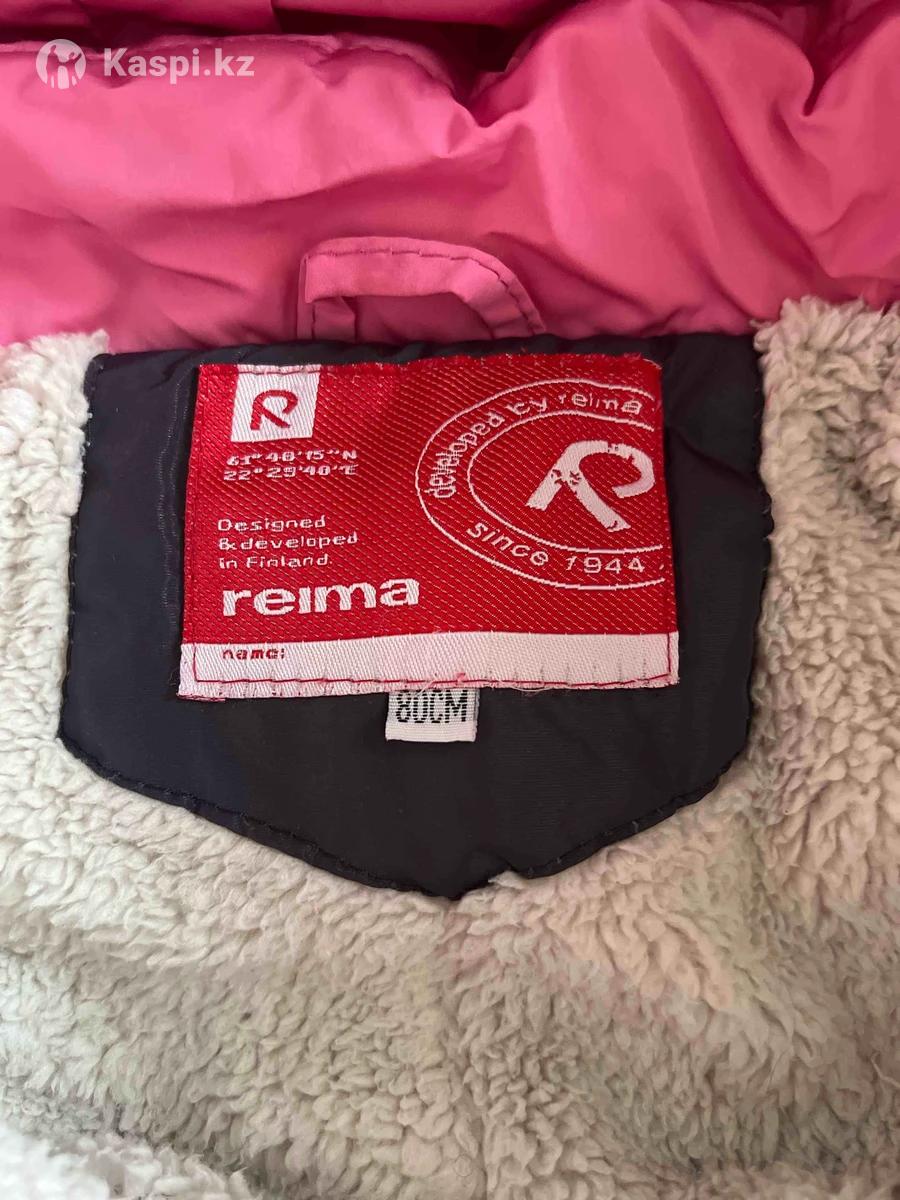 Kaspi.kz
R
61°40'15"N
22°29'40"E
Designed
& developed
in Finland.
reima
developed by reima
R
since 1944
name:
80CM